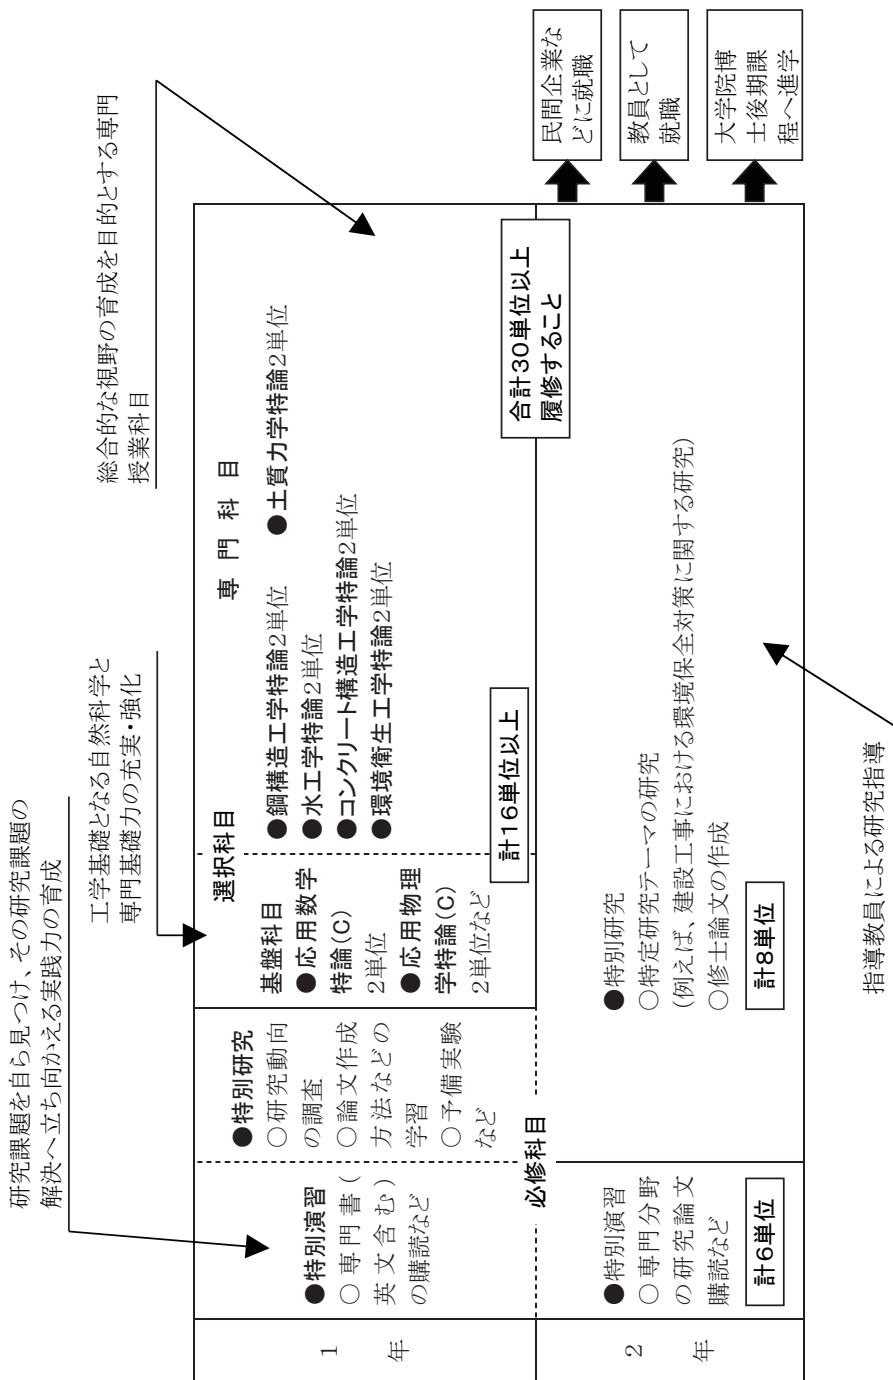 研究課題を自ら見つけ、その研究課題の
解決へ立ち向かえる実践力の育成
工学基礎となる自然科学と
専門基礎力の充実・強化
総合的な視野の育成を目的とする専門
授業科目
1
年
●特別演習
○専門書(
英文含む)
の購読など
●特別研究
○研究動向
の調査
○論文作成
方法などの
学習
○予備実験
など
必修科目
選択科目
基盤科目
●応用数学
特論(C)
2単位
●応用物理
学特論(C)
2単位など
専門科目
●鋼構造工学特論2単位
●水工学特論2単位
●コンクリート構造工学特論2単位
●環境衛生工学特論2単位
●土質力学特論2単位
計16単位以上
合計30単位以上
履修すること
2
年
●特別演習
○専門分野
の研究論文
購読など
計6単位
●特別研究
○特定研究テーマの研究
(例えば、建設工事における環境保全対策に関する研究)
○修士論文の作成
計8単位
民間企業な
どに就職
教員として
就職
大学院博
士後期課
程へ進学
指導教員による研究指導